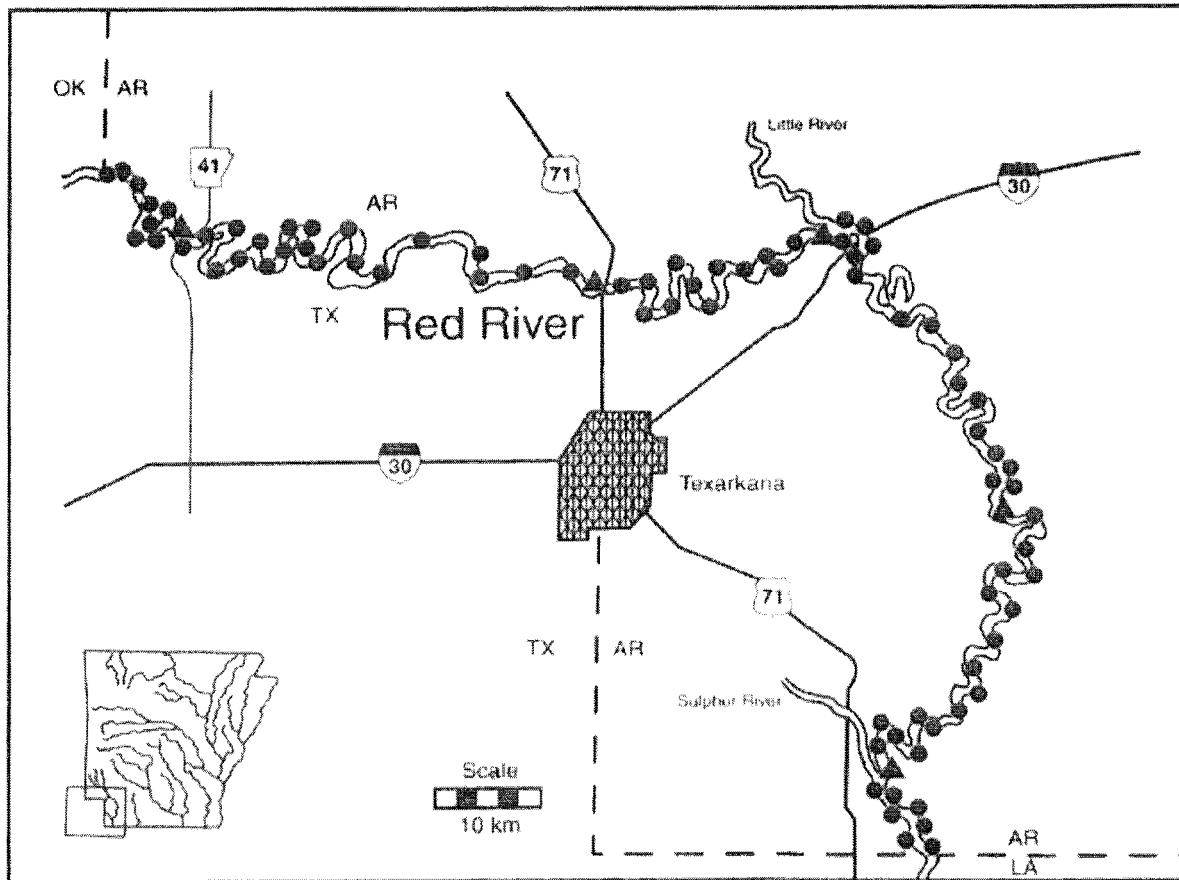 OK AR
41
71
Little River
30
AR
TX
Red River
30
Texarkana
71
TX AR
Sulphur River
Scale
10 km
AR
LA